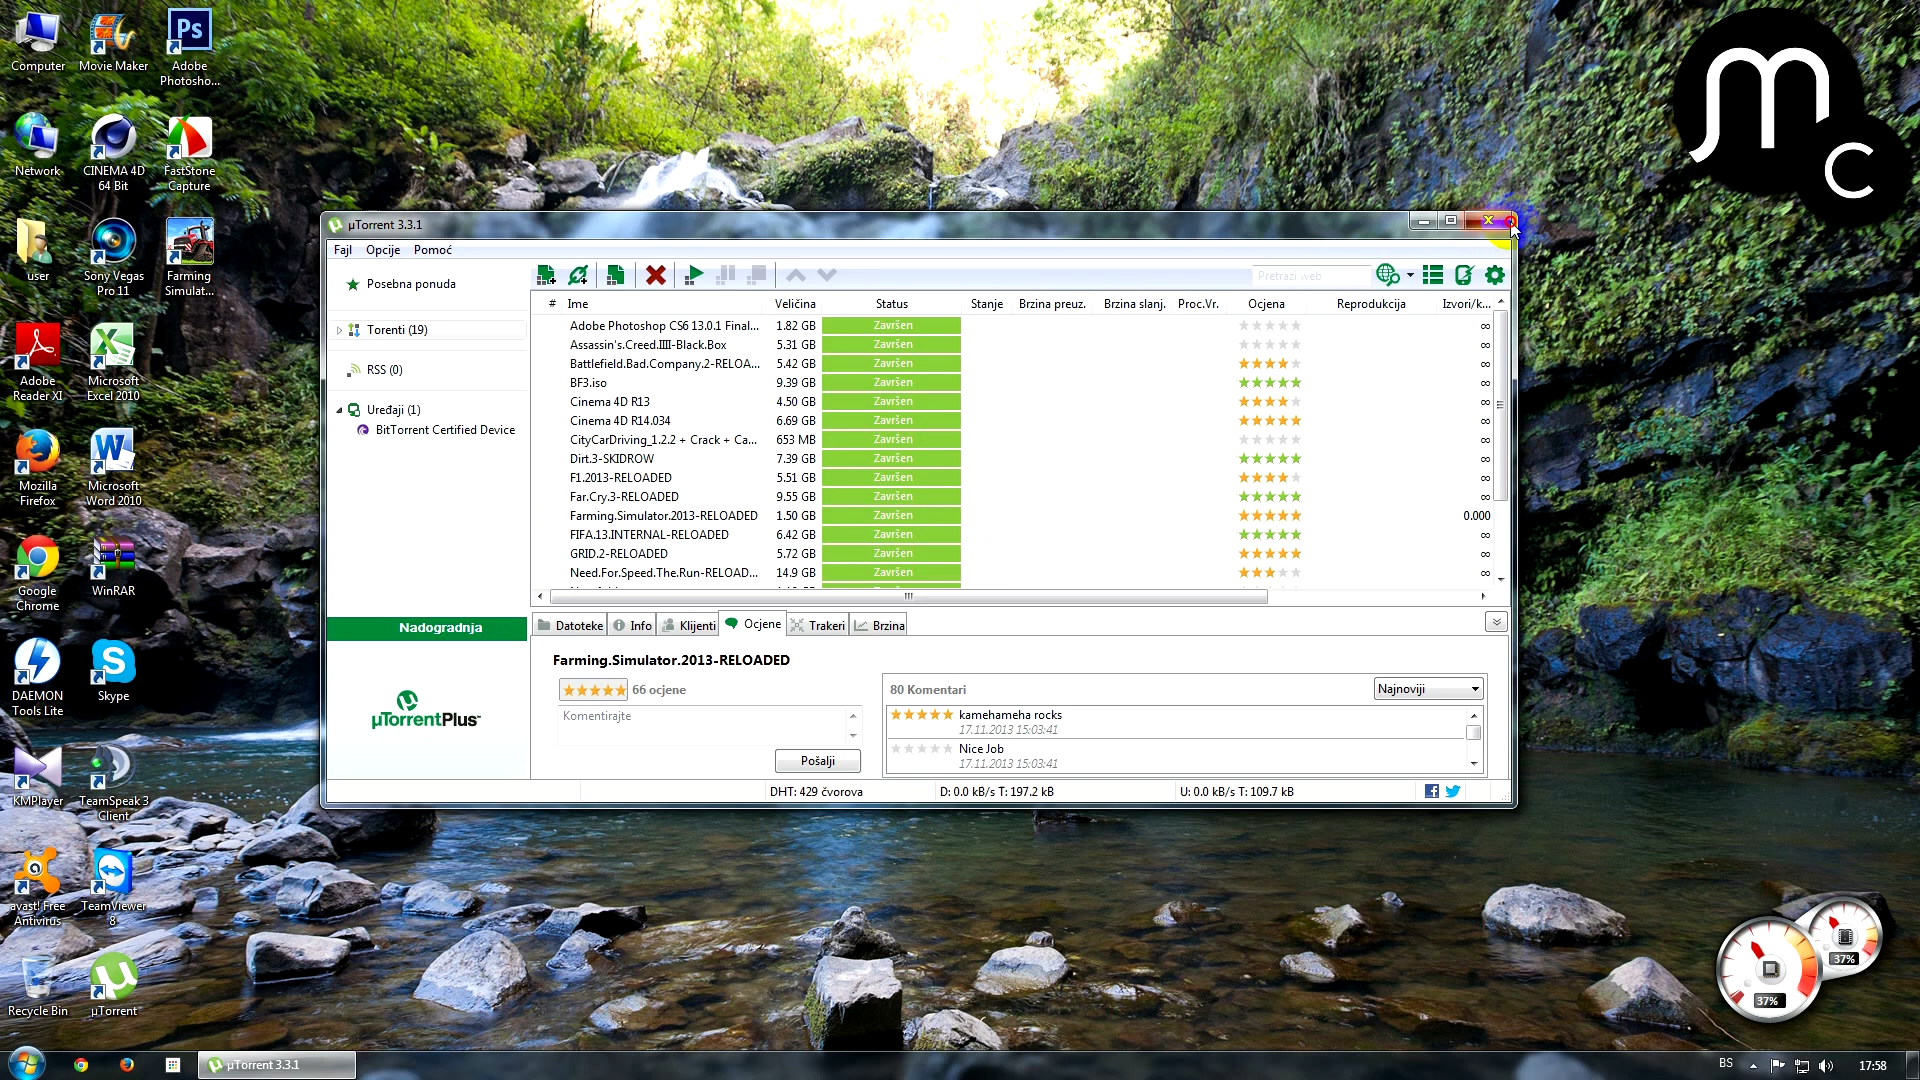 Computer
Movie Maker
Ps
Adobe
Photosho...
Network
CINEMA 4D
64 Bit
FastStone
Capture
user
Sony Vegas
Pro 11
Farming
Simulat...
Adobe
Reader XI
Microsoft
Excel 2010
Mozilla
Firefox
Microsoft
Word 2010
Google
Chrome
WinRAR
DAEMON
Tools Lite
Skype
KMPlayer
TeamSpeak 3
Client
avast! Free
Antivirus
TeamViewer
8
Recycle Bin
µTorrent
mc
µTorrent 3.3.1
Fajl Opcije Pomoć
Posebna ponuda
Torenti (19)
RSS (0)
Uređaji (1)
BitTorrent Certified Device
Nadogradnja
µTorrentPlus™
Pretraži web
# Ime Veličina Status Stanje Brzina preuz. Brzina slanj. Proc.Vr. Ocjena Reprodukcija Izvori/k...
Adobe Photoshop CS6 13.0.1 Final... 1.82 GB Završen ∞
Assassin's.Creed.IIII-Black.Box 5.31 GB Završen ∞
Battlefield.Bad.Company.2-RELOA... 5.42 GB Završen ∞
BF3.iso 9.39 GB Završen ∞
Cinema 4D R13 4.50 GB Završen ∞
Cinema 4D R14.034 6.69 GB Završen ∞
CityCarDriving_1.2.2 + Crack + Ca... 653 MB Završen ∞
Dirt.3-SKIDROW 7.39 GB Završen ∞
F1.2013-RELOADED 5.51 GB Završen ∞
Far.Cry.3-RELOADED 9.55 GB Završen ∞
Farming.Simulator.2013-RELOADED 1.50 GB Završen 0.000
FIFA.13.INTERNAL-RELOADED 6.42 GB Završen ∞
GRID.2-RELOADED 5.72 GB Završen ∞
Need.For.Speed.The.Run-RELOAD... 14.9 GB Završen ∞
Datoteke Info Klijenti Ocjene Trakeri Brzina
Farming.Simulator.2013-RELOADED
66 ocjene
Komentirajte
Pošalji
80 Komentari
Najnoviji
kamehameha rocks
17.11.2013 15:03:41
Nice Job
17.11.2013 15:03:41
DHT: 429 čvorova D: 0.0 kB/s T: 197.2 kB U: 0.0 kB/s T: 109.7 kB
37%
37%
µTorrent 3.3.1
BS
17:58